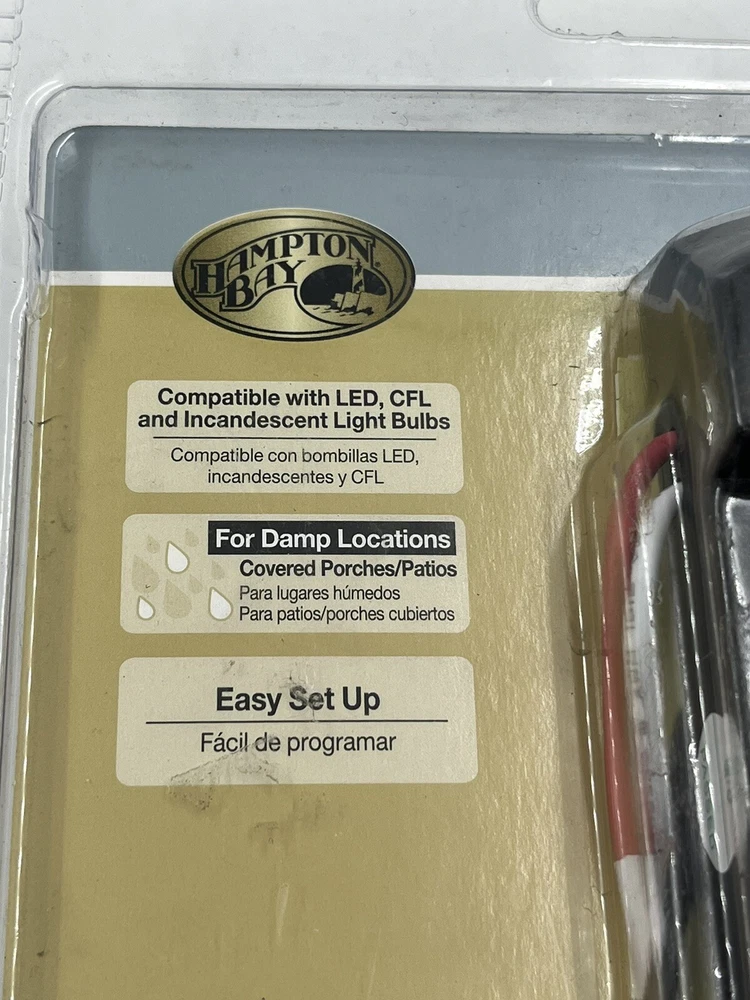 HAMPTON
BAY
Compatible with LED, CFL
and Incandescent Light Bulbs
Compatible con bombillas LED,
incandescentes y CFL
For Damp Locations
Covered Porches/Patios
Para lugares húmedos
Para patios/porches cubiertos
Easy Set Up
Fácil de programar